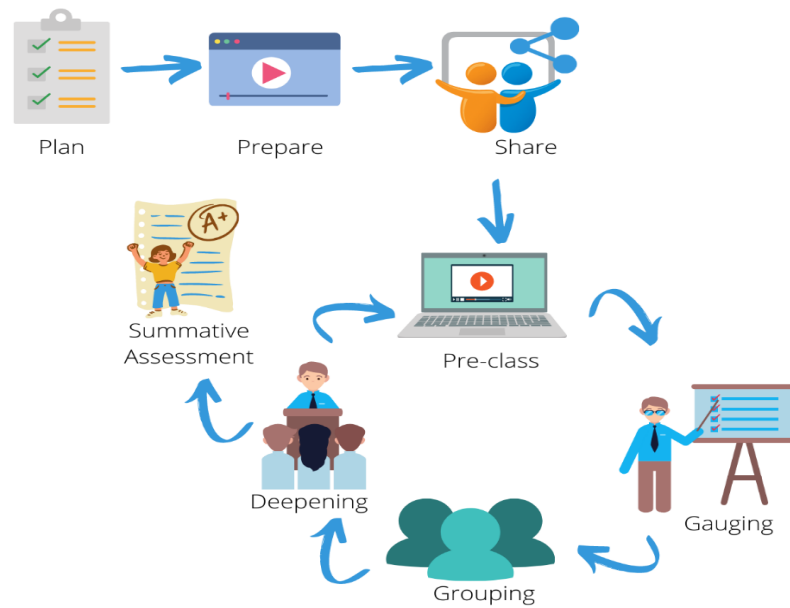 Plan
Prepare
Share
A+
Summative
Assessment
Pre-class
Deepening
Gauging
Grouping